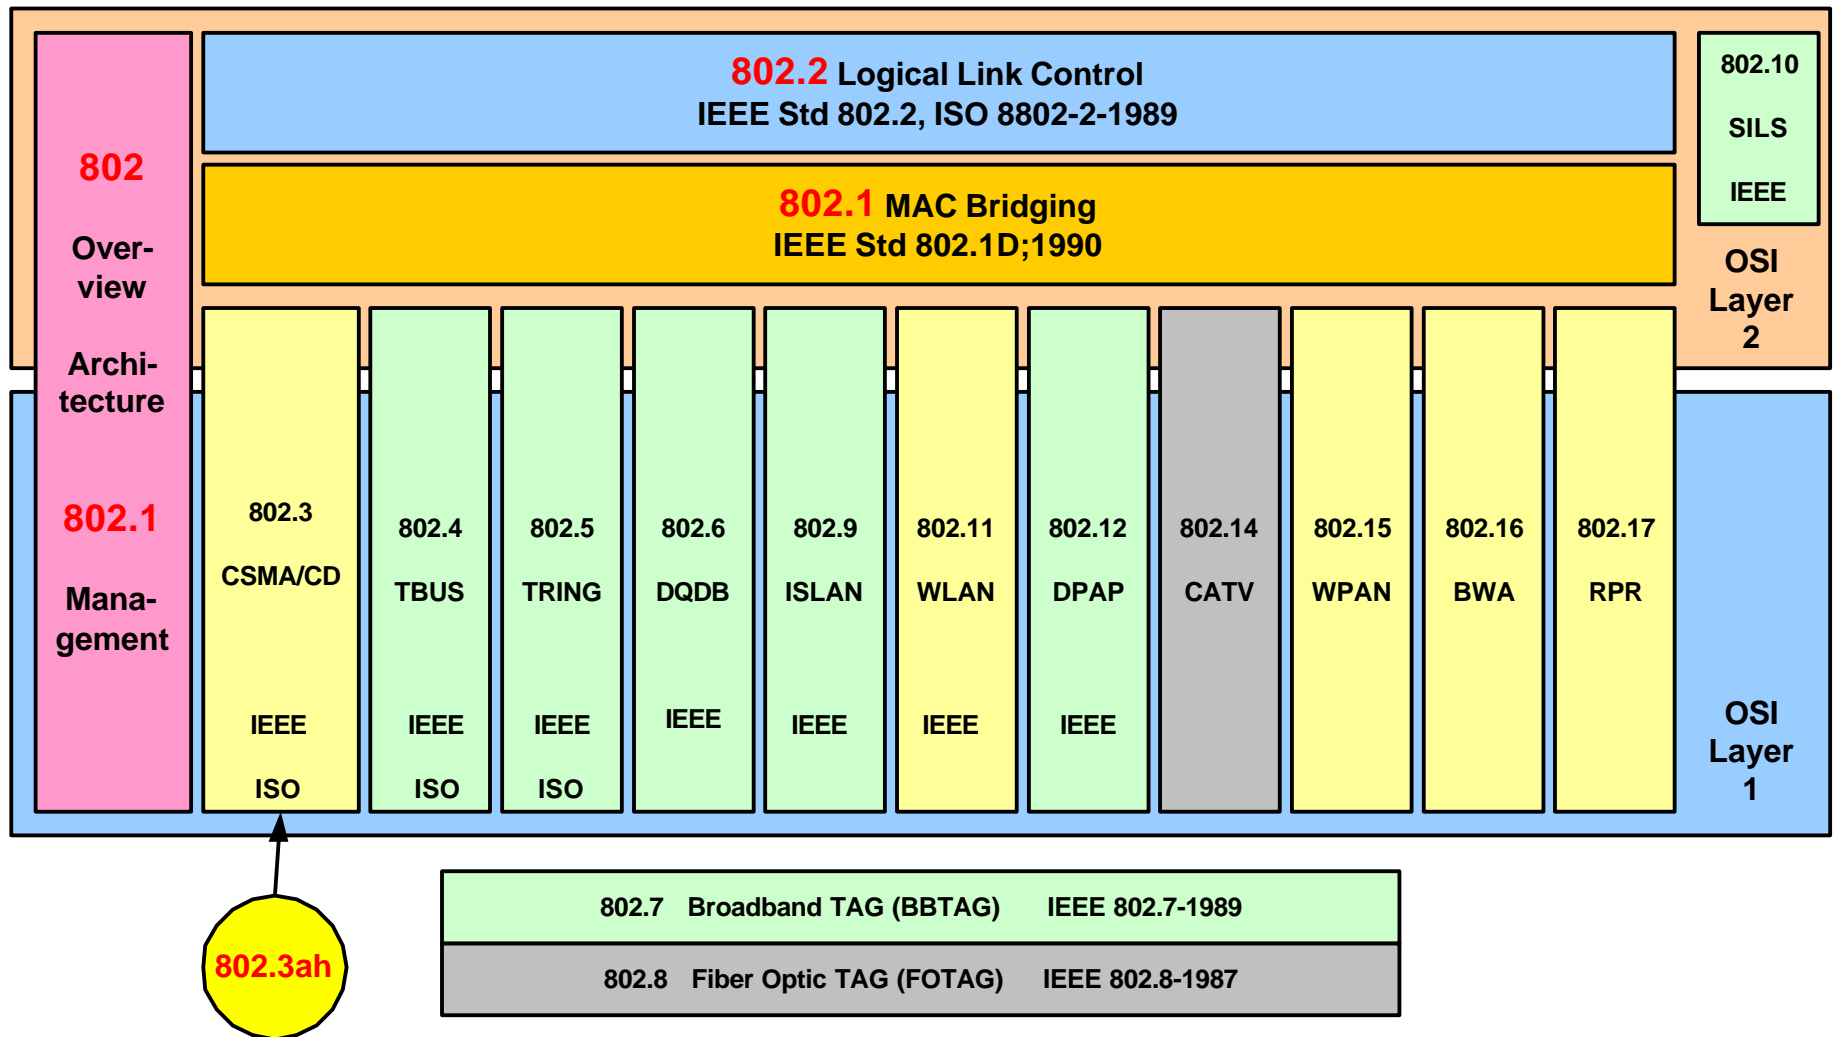 802
Over-
view
Archi-
tecture
802.1
Mana-
gement
802.2 Logical Link Control
IEEE Std 802.2, ISO 8802-2-1989
802.1 MAC Bridging
IEEE Std 802.1D;1990
802.10
SILS
IEEE
OSI
Layer
2
802.3
CSMA/CD
IEEE
ISO
802.4
TBUS
IEEE
ISO
802.5
TRING
IEEE
ISO
802.6
DQDB
IEEE
802.9
ISLAN
IEEE
802.11
WLAN
IEEE
802.12
DPAP
IEEE
802.14
CATV
802.15
WPAN
802.16
BWA
802.17
RPR
OSI
Layer
1
802.3ah
802.7 Broadband TAG (BBTAG) IEEE 802.7-1989
802.8 Fiber Optic TAG (FOTAG) IEEE 802.8-1987